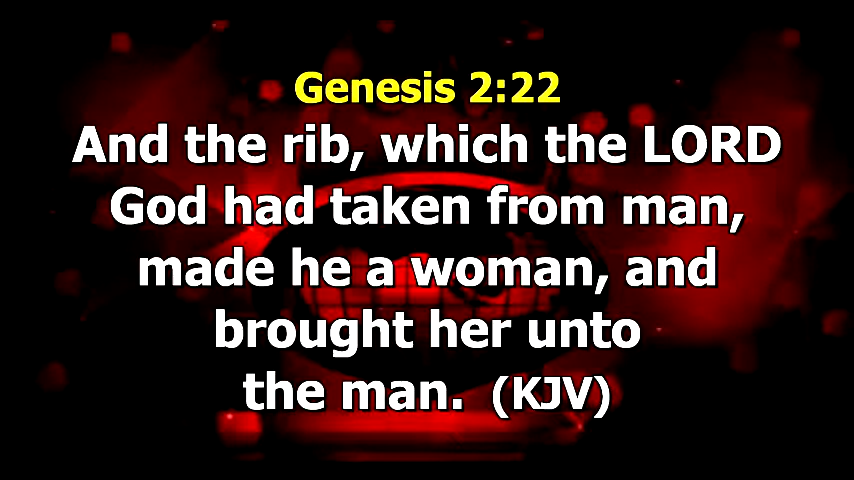 Genesis 2:22
And the rib, which the LORD
God had taken from man,
made he a woman, and
brought her unto
the man. (KJV)